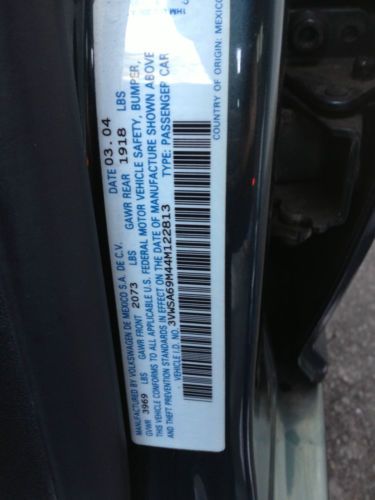 MANUFACTURED BY VOLKSWAGEN DE MEXICO S.A. DE C.V. DATE 03.04
GVWR 3969 LBS GAWR FRONT 2073 LBS GAWR REAR 1918 LBS
THIS VEHICLE CONFORMS TO ALL APPLICABLE U.S. FEDERAL MOTOR VEHICLE SAFETY, BUMPER,
AND THEFT PREVENTION STANDARDS IN EFFECT ON THE DATE OF MANUFACTURE SHOWN ABOVE
VEHICLE I.D. NO. 3VWSA69M44M122813 TYPE: PASSENGER CAR
COUNTRY OF ORIGIN: MEXICO